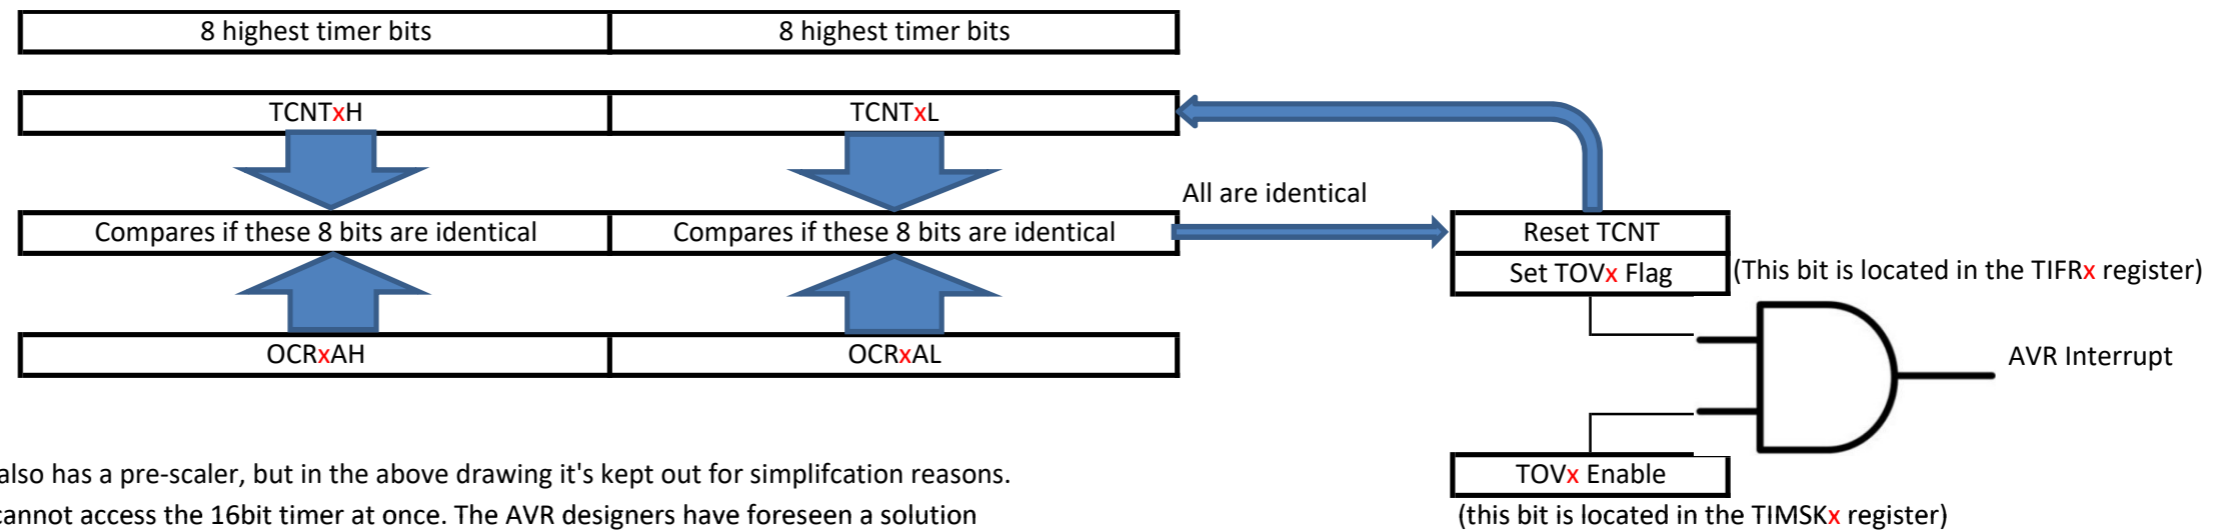 8 highest timer bits 8 highest timer bits
TCNTxH TCNTxL
All are identical
Compares if these 8 bits are identical Compares if these 8 bits are identical Reset TCNT
Set TOVx Flag (This bit is located in the TIFRx register)
OCRxAH OCRxAL AVR Interrupt
also has a pre-scaler, but in the above drawing it's kept out for simplifcation reasons. TOVx Enable
cannot access the 16bit timer at once. The AVR designers have foreseen a solution (this bit is located in the TIMSKx register)